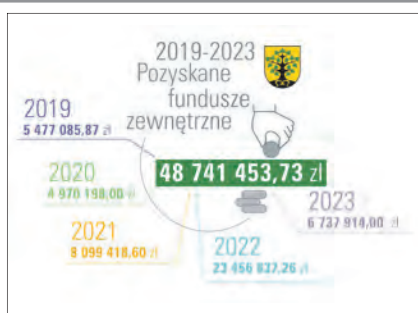 2019-2023
Pozyskane
fundusze
zewnętrzne
2019
5 477 085,87 zł
48 741 453,73 zł
2020
4 970 198,00 zł
2023
6 737 914,00 zł
2021
8 099 418,60 zł
2022
23 456 837,26 zł